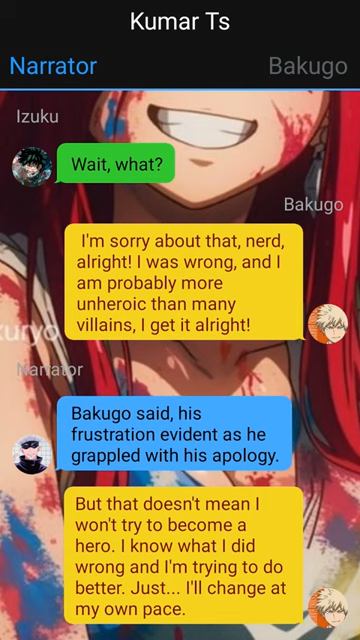 Kumar Ts
Narrator Bakugo
Izuku
Wait, what?
Bakugo
I'm sorry about that, nerd,
alright! I was wrong, and I
am probably more
unheroic than many
villains, I get it alright!
Narrator
Bakugo said, his
frustration evident as he
grappled with his apology.
But that doesn't mean I
won't try to become a
hero. I know what I did
wrong and I'm trying to do
better. Just... I'll change at
my own pace.